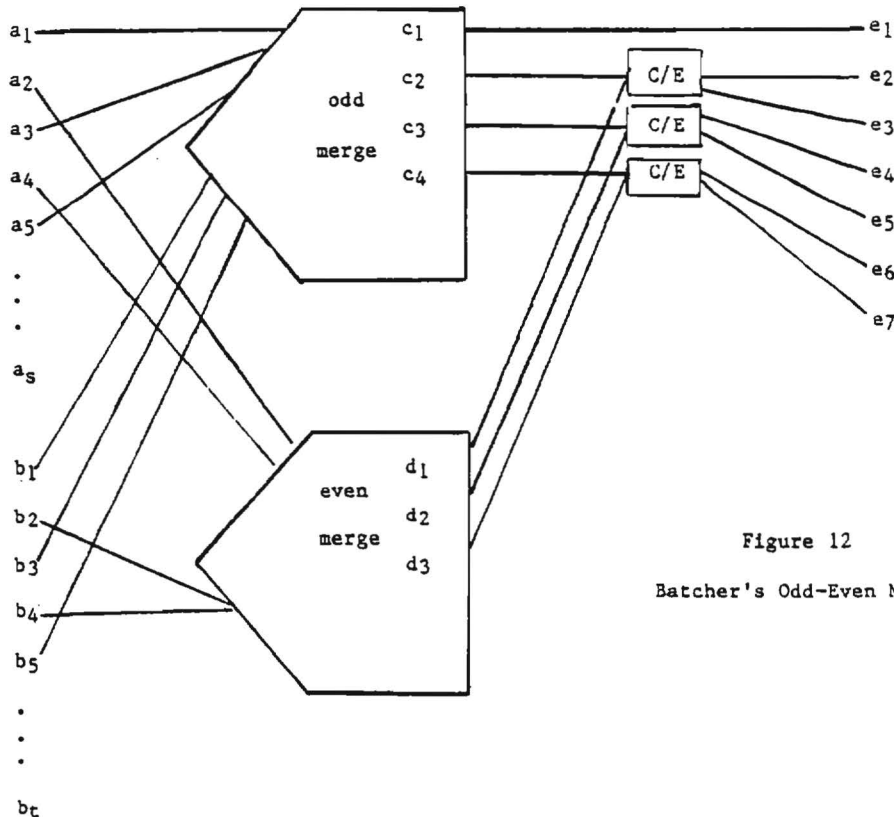 a1
a2
a3
a4
a5
.
.
.
as
b1
b2
b3
b4
b5
.
.
.
bt
odd
merge
c1
c2
c3
c4
even
merge
d1
d2
d3
C/E
C/E
C/E
e1
e2
e3
e4
e5
e6
e7
Figure 12
Batcher's Odd-Even